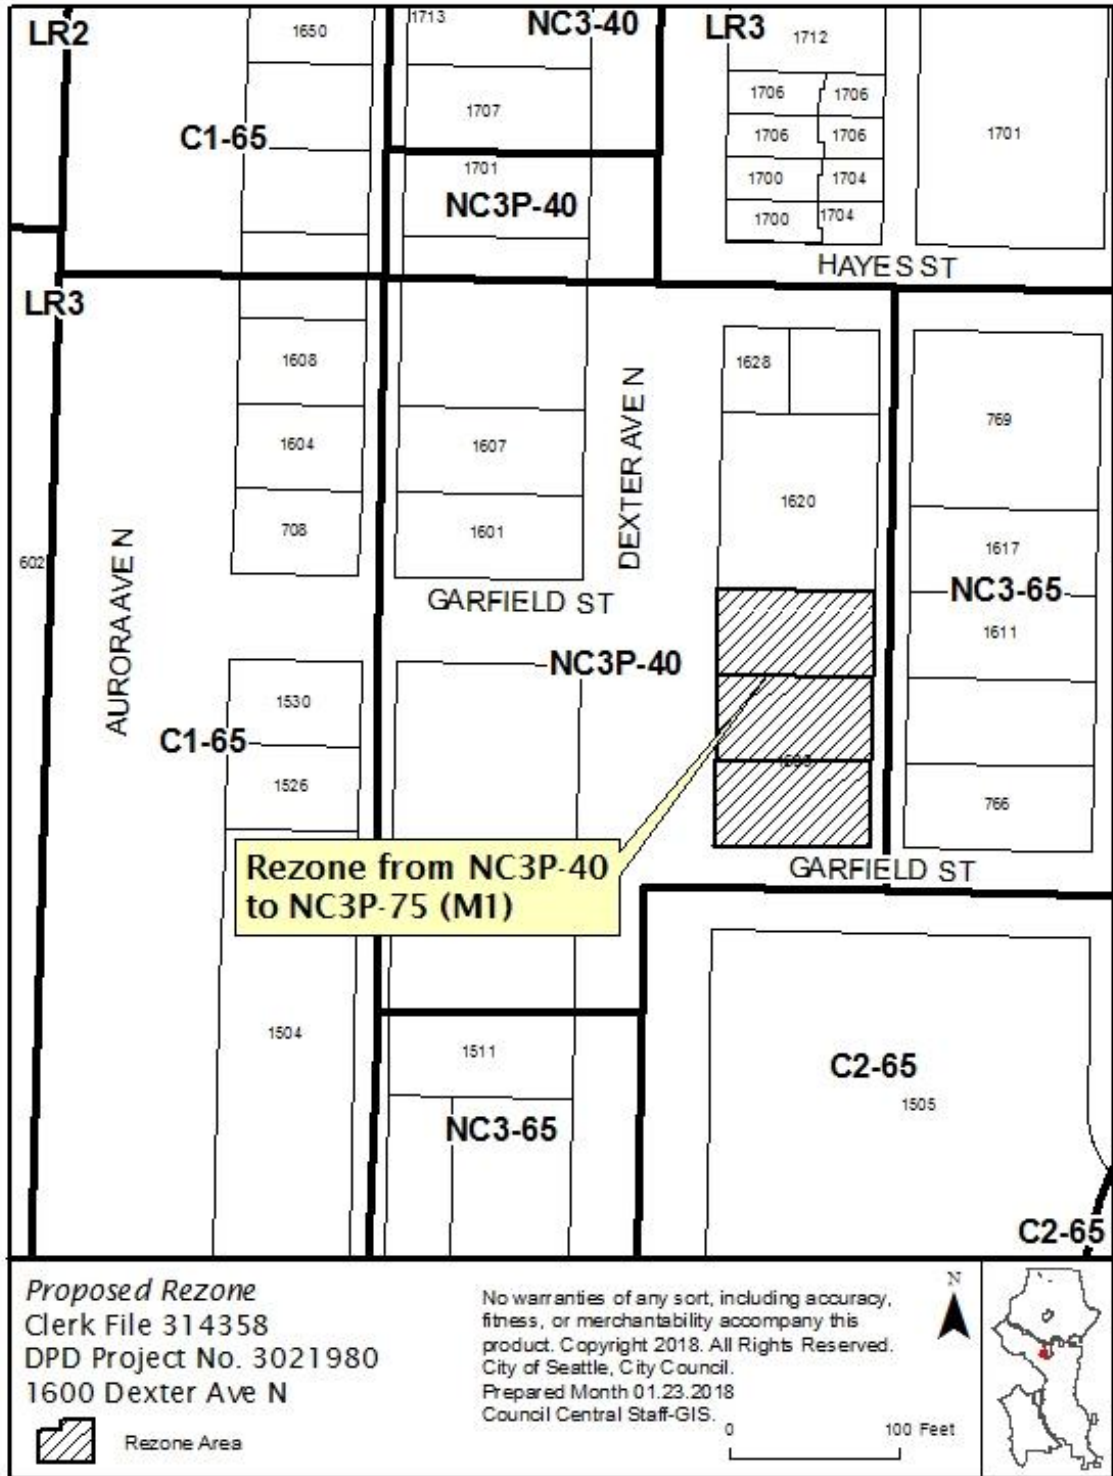 LR2
1650
1713
NC3-40
LR3
1712
1706
1706
1707
C1-65
1706
1706
1701
1701
1700
1704
NC3P-40
1700
1704
HAYES ST
LR3
1608
1628
DEXTER AVE N
769
1604
1607
1620
708
1601
1617
602
AURORA AVE N
NC3-65
GARFIELD ST
1611
NC3P-40
1530
C1-65
1526
766
Rezone from NC3P-40
to NC3P-75 (M1)
GARFIELD ST
1504
1511
C2-65
1505
NC3-65
C2-65
Proposed Rezone
Clerk File 314358
DPD Project No. 3021980
1600 Dexter Ave N
Rezone Area
No warranties of any sort, including accuracy,
fitness, or merchantability accompany this
product. Copyright 2018. All Rights Reserved.
City of Seattle, City Council.
Prepared Month 01.23.2018
Council Central Staff-GIS.
N
0 100 Feet